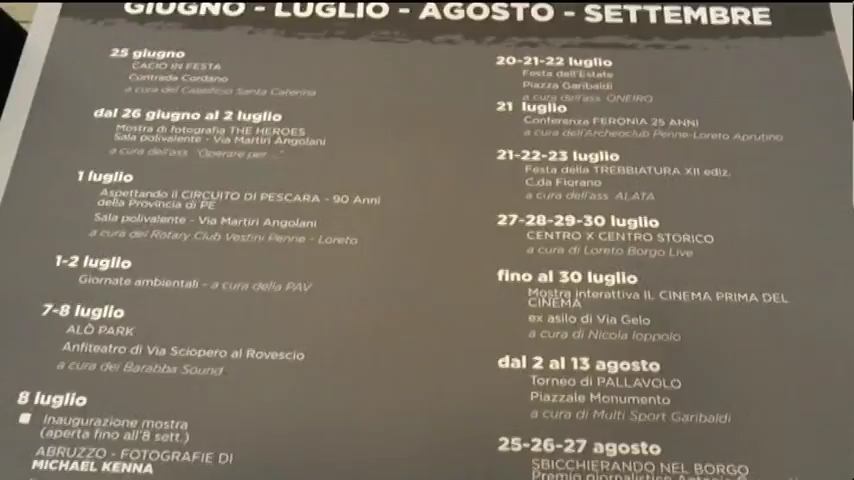 GIUGNO - LUGLIO - AGOSTO - SETTEMBRE
25 giugno
CACIO IN FESTA
Contrada Cordano
a cura del Caseificio Santa Caterina
dal 26 giugno al 2 luglio
Mostra di fotografia THE HEROES
Sala polivalente - Via Martiri Angolani
a cura dell'ass "Operare per ..."
1 luglio
Aspettando il CIRCUITO DI PESCARA - 90 Anni
della Provincia di PE
Sala polivalente - Via Martiri Angolani
a cura del Rotary Club Vestini Penne - Loreto
1-2 luglio
Giornate ambientali - a cura della PAV
7-8 luglio
ALÒ PARK
Anfiteatro di Via Sciopero al Rovescio
a cura dei Barabba Sound
8 luglio
Inaugurazione mostra
(aperta fino all'8 sett.)
ABRUZZO - FOTOGRAFIE DI
MICHAEL KENNA
20-21-22 luglio
Festa dell'Estate
Piazza Garibaldi
a cura dell'ass ONEIRO
21 luglio
Conferenza FERONIA 25 ANNI
a cura dell'Archeoclub Penne-Loreto Aprutino
21-22-23 luglio
Festa della TREBBIATURA XII ediz.
C.da Fiorano
a cura dell'ass ALATA
27-28-29-30 luglio
CENTRO X CENTRO STORICO
a cura di Loreto Borgo Live
fino al 30 luglio
Mostra interattiva IL CINEMA PRIMA DEL
CINEMA
ex asilo di Via Gelo
a cura di Nicola Ioppolo
dal 2 al 13 agosto
Torneo di PALLAVOLO
Piazzale Monumento
a cura di Multi Sport Garibaldi
25-26-27 agosto
SBICCHIERANDO NEL BORGO
Premio giornalistico